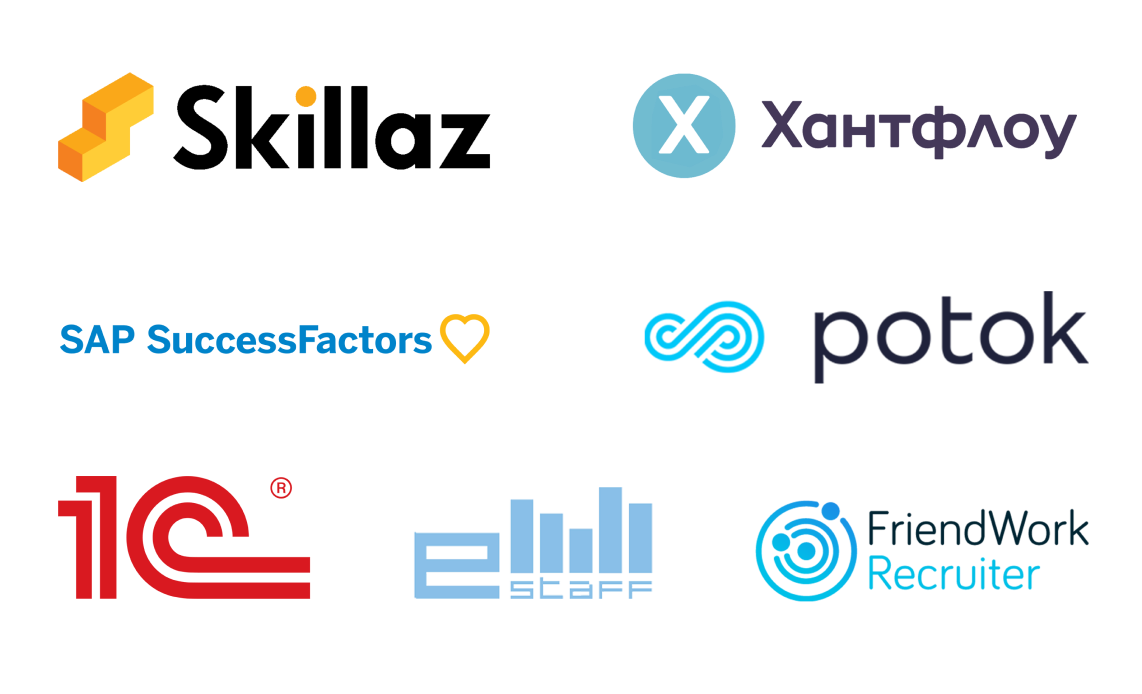 Skillaz
X Хантфлоу
SAP SuccessFactors
potok
1С ®
e staff
FriendWork
Recruiter